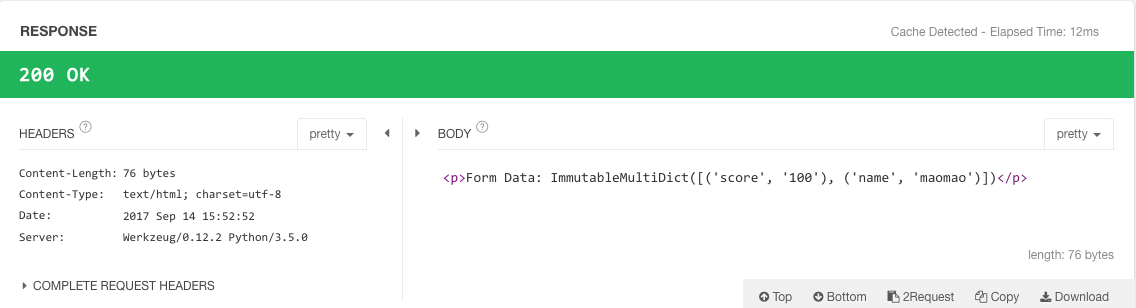 RESPONSE
Cache Detected - Elapsed Time: 12ms
200 OK
HEADERS ? pretty
BODY ? pretty
Content-Length: 76 bytes
Content-Type: text/html; charset=utf-8
Date: 2017 Sep 14 15:52:52
Server: Werkzeug/0.12.2 Python/3.5.0
COMPLETE REQUEST HEADERS
<p>Form Data: ImmutableMultiDict([('score', '100'), ('name', 'maomao')])</p>
length: 76 bytes
Top Bottom 2Request Copy Download